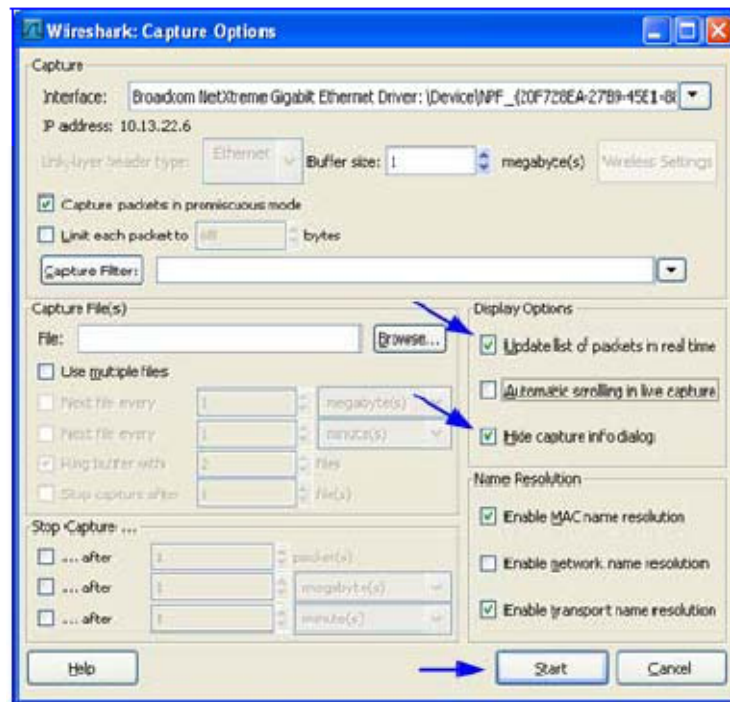 Wireshark: Capture Options
Capture
Interface: Broadcom NetXtreme Gigabit Ethernet Driver: \Device\NPF_{20F728EA-27B9-45E1-8
IP address: 10.13.22.6
Link-layer header type: Ethernet Buffer size: 1 megabyte(s) Wireless Settings
Capture packets in promiscuous mode
Limit each packet to 68 bytes
Capture Filter:
Capture File(s)
File: Browse...
Use multiple files
Next file every 1 megabyte(s)
Next file every 1 minute(s)
Ring buffer with 2 files
Stop capture after 1 file(s)
Stop Capture ...
... after 1 packet(s)
... after 1 megabyte(s)
... after 1 minute(s)
Display Options
Update list of packets in real time
Automatic scrolling in live capture
Hide capture info dialog
Name Resolution
Enable MAC name resolution
Enable network name resolution
Enable transport name resolution
Help Start Cancel